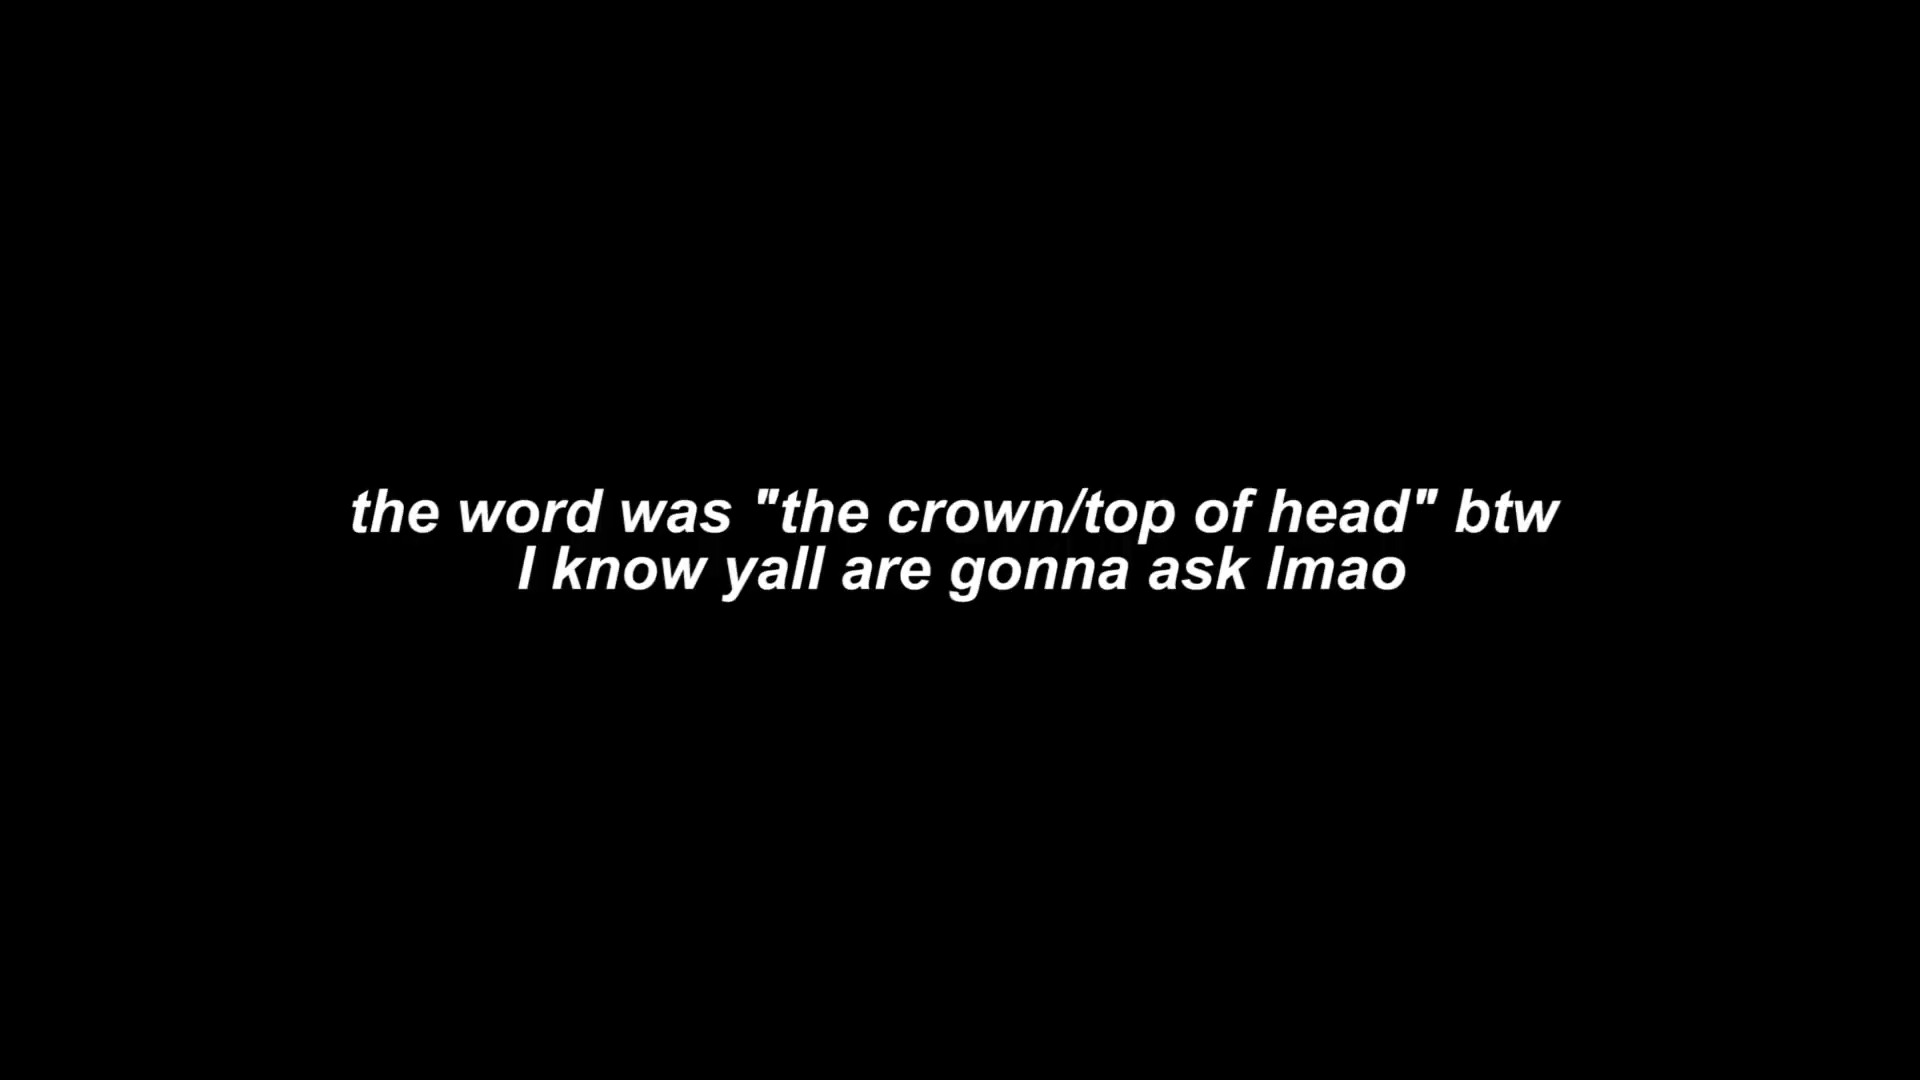 the word was "the crown/top of head" btw
I know yall are gonna ask lmao